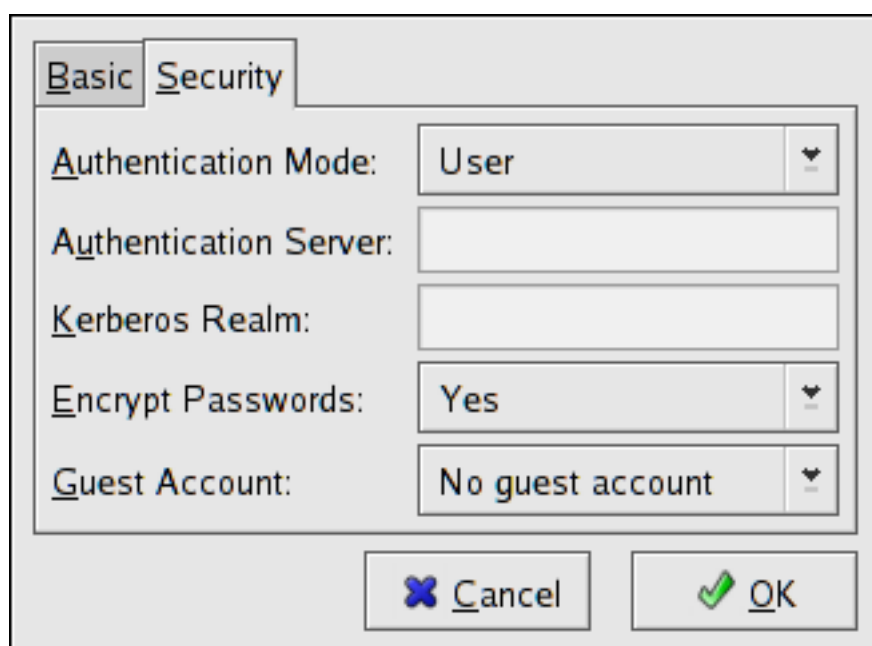 Basic Security
Authentication Mode: User
Authentication Server:
Kerberos Realm:
Encrypt Passwords: Yes
Guest Account: No guest account
Cancel OK